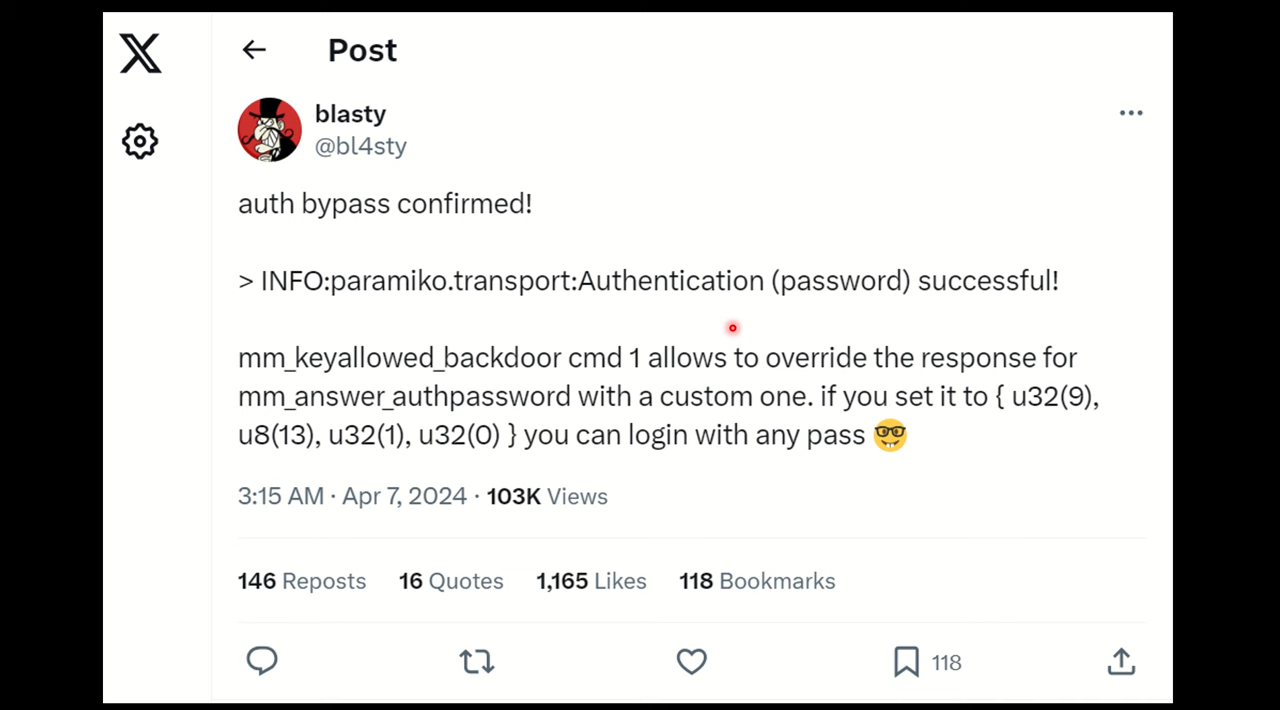 Post
blasty
@bl4sty
auth bypass confirmed!
> INFO:paramiko.transport:Authentication (password) successful!
mm_keyallowed_backdoor cmd 1 allows to override the response for
mm_answer_authpassword with a custom one. if you set it to { u32(9),
u8(13), u32(1), u32(0) } you can login with any pass 🤓
3:15 AM · Apr 7, 2024 · 103K Views
146 Reposts 16 Quotes 1,165 Likes 118 Bookmarks
118